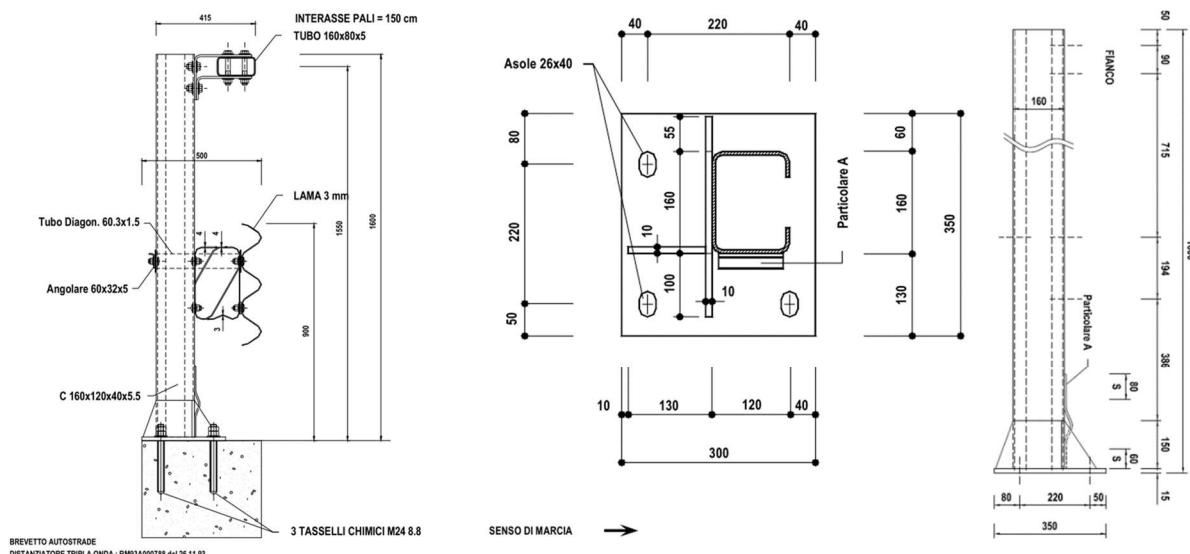 415
INTERASSE PALI = 150 cm
TUBO 160x80x5
500
LAMA 3 mm
Tubo Diagon. 60.3x1.5
4
4
1550
1600
Angolare 60x32x5
3
900
C 160x120x40x5.5
3 TASSELLI CHIMICI M24 8.8
BREVETTO AUTOSTRADE
40
220
40
Asole 26x40
80
55
60
160
Particolare A
160
350
220
10
100
10
130
50
10
130
120
40
300
SENSO DI MARCIA
50
FIANCO
90
160
715
194
Particolare A
386
80
S
150
60
S
15
80
220
50
350